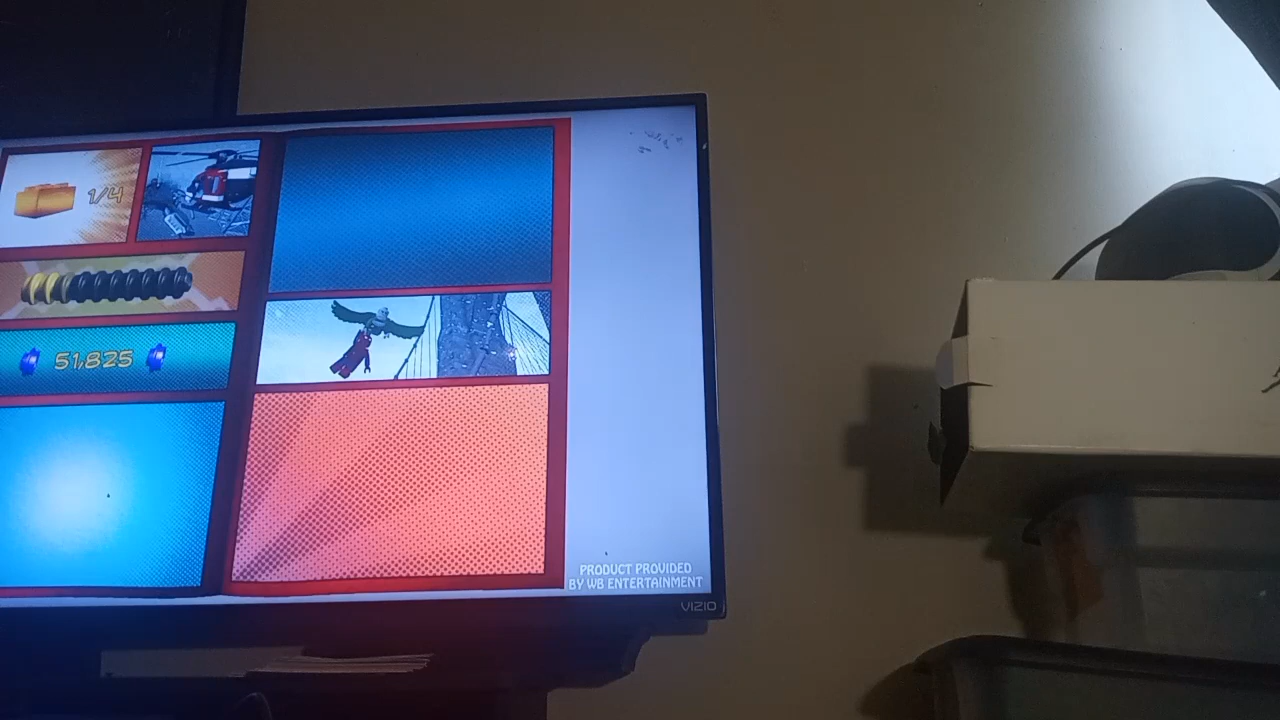 1/4
51,825
PRODUCT PROVIDED
BY WB ENTERTAINMENT
VIZIO